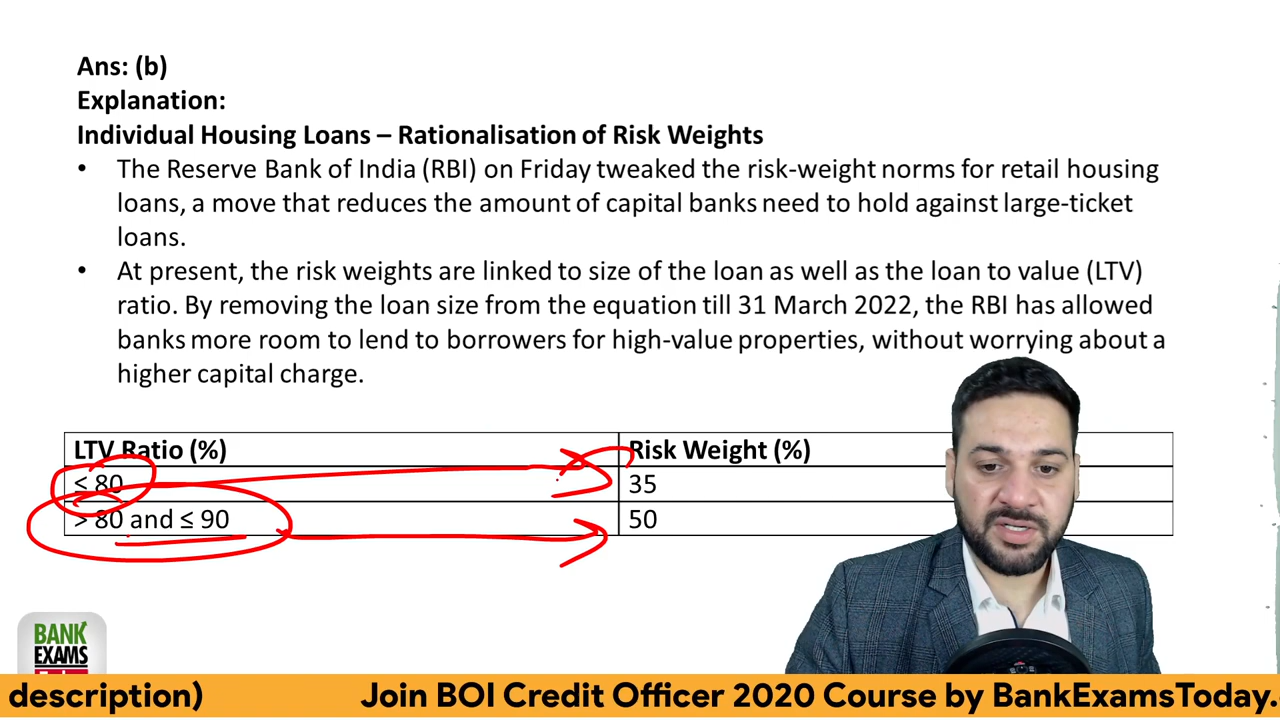 Ans: (b)
Explanation:
Individual Housing Loans – Rationalisation of Risk Weights
• The Reserve Bank of India (RBI) on Friday tweaked the risk-weight norms for retail housing
loans, a move that reduces the amount of capital banks need to hold against large-ticket
loans.
• At present, the risk weights are linked to size of the loan as well as the loan to value (LTV)
ratio. By removing the loan size from the equation till 31 March 2022, the RBI has allowed
banks more room to lend to borrowers for high-value properties, without worrying about a
higher capital charge.
LTV Ratio (%) Risk Weight (%)
≤ 80 35
> 80 and ≤ 90 50
BANK
EXAMS
description) Join BOI Credit Officer 2020 Course by BankExamsToday.